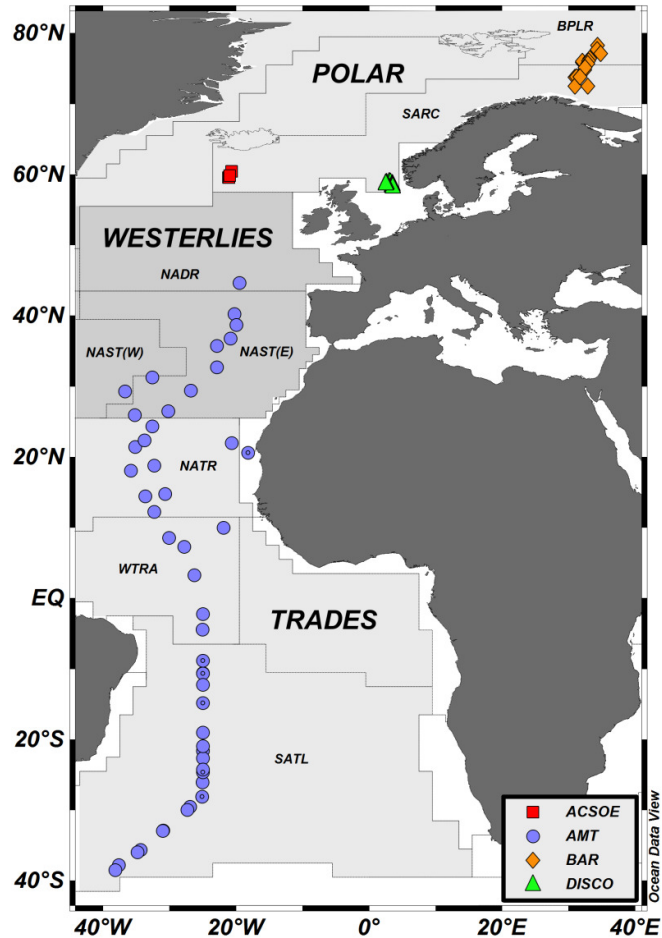 80°N
BPLR
POLAR
SARC
60°N
WESTERLIES
NADR
40°N
NAST(W)
NAST(E)
20°N
NATR
WTRA
EQ
TRADES
20°S
SATL
ACSOE
AMT
BAR
DISCO
40°S
40°W
20°W
0°E
20°E
40°E
Ocean Data View